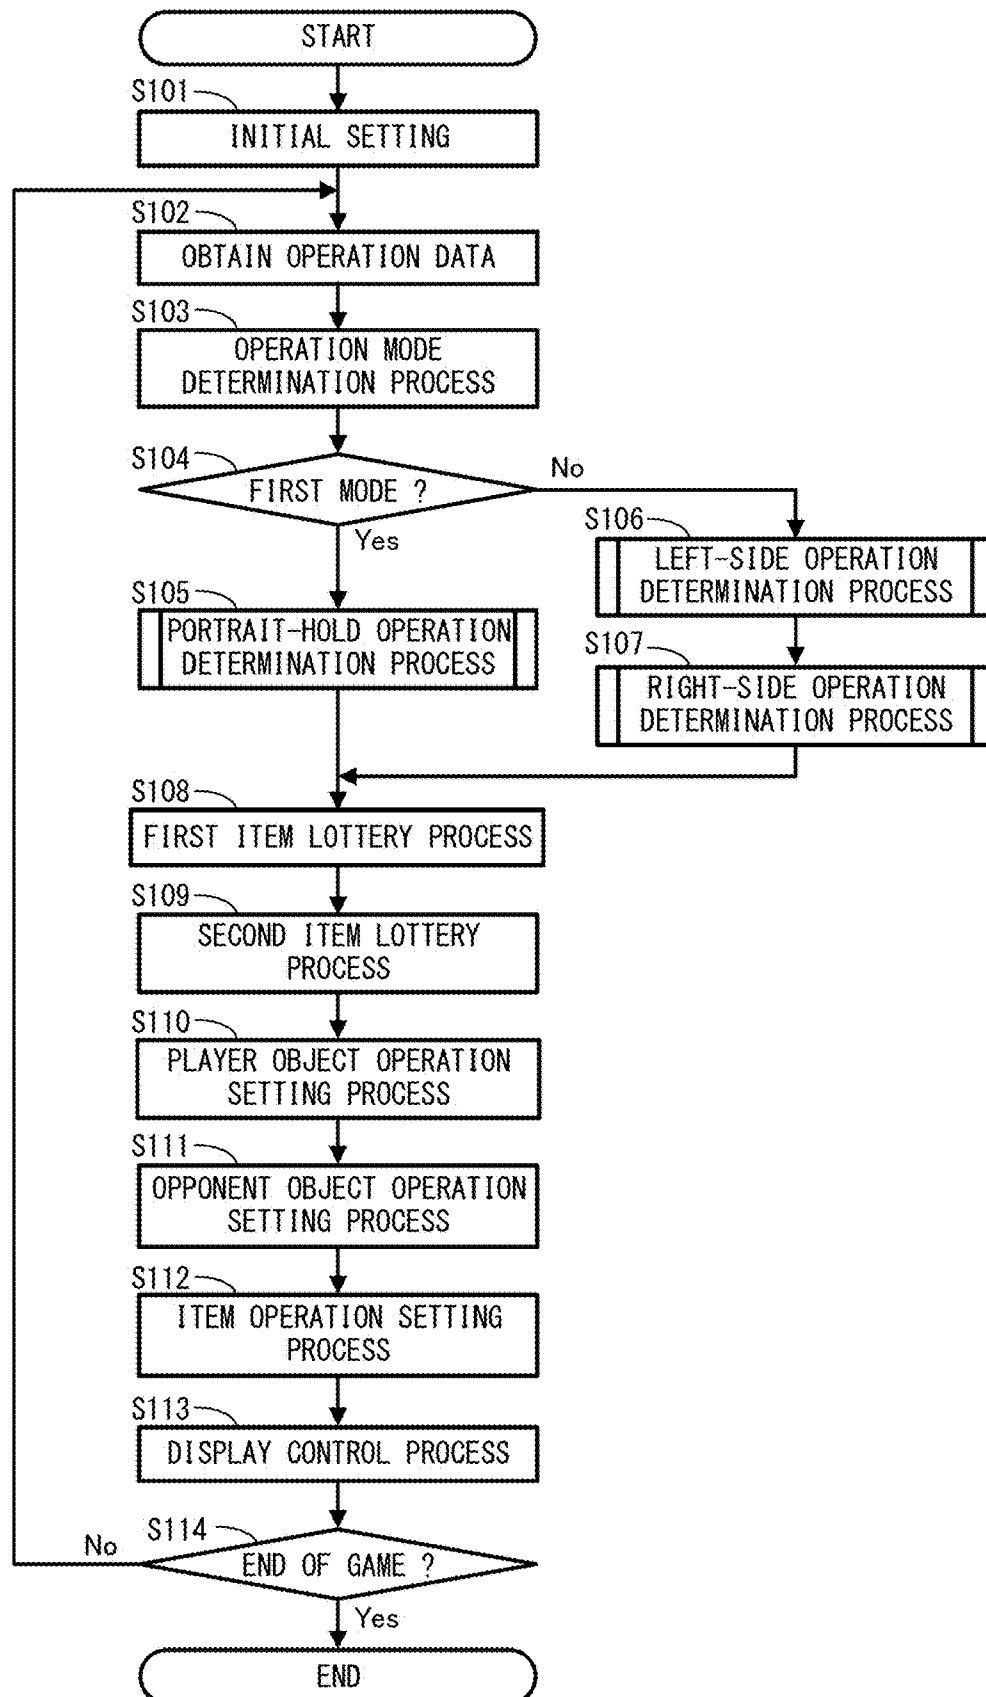 START
S101
INITIAL SETTING
S102
OBTAIN OPERATION DATA
S103
OPERATION MODE
DETERMINATION PROCESS
S104
FIRST MODE ?
No
Yes
S105
PORTRAIT-HOLD OPERATION
DETERMINATION PROCESS
S106
LEFT-SIDE OPERATION
DETERMINATION PROCESS
S107
RIGHT-SIDE OPERATION
DETERMINATION PROCESS
S108
FIRST ITEM LOTTERY PROCESS
S109
SECOND ITEM LOTTERY
PROCESS
S110
PLAYER OBJECT OPERATION
SETTING PROCESS
S111
OPPONENT OBJECT OPERATION
SETTING PROCESS
S112
ITEM OPERATION SETTING
PROCESS
S113
DISPLAY CONTROL PROCESS
S114
END OF GAME ?
No
Yes
END